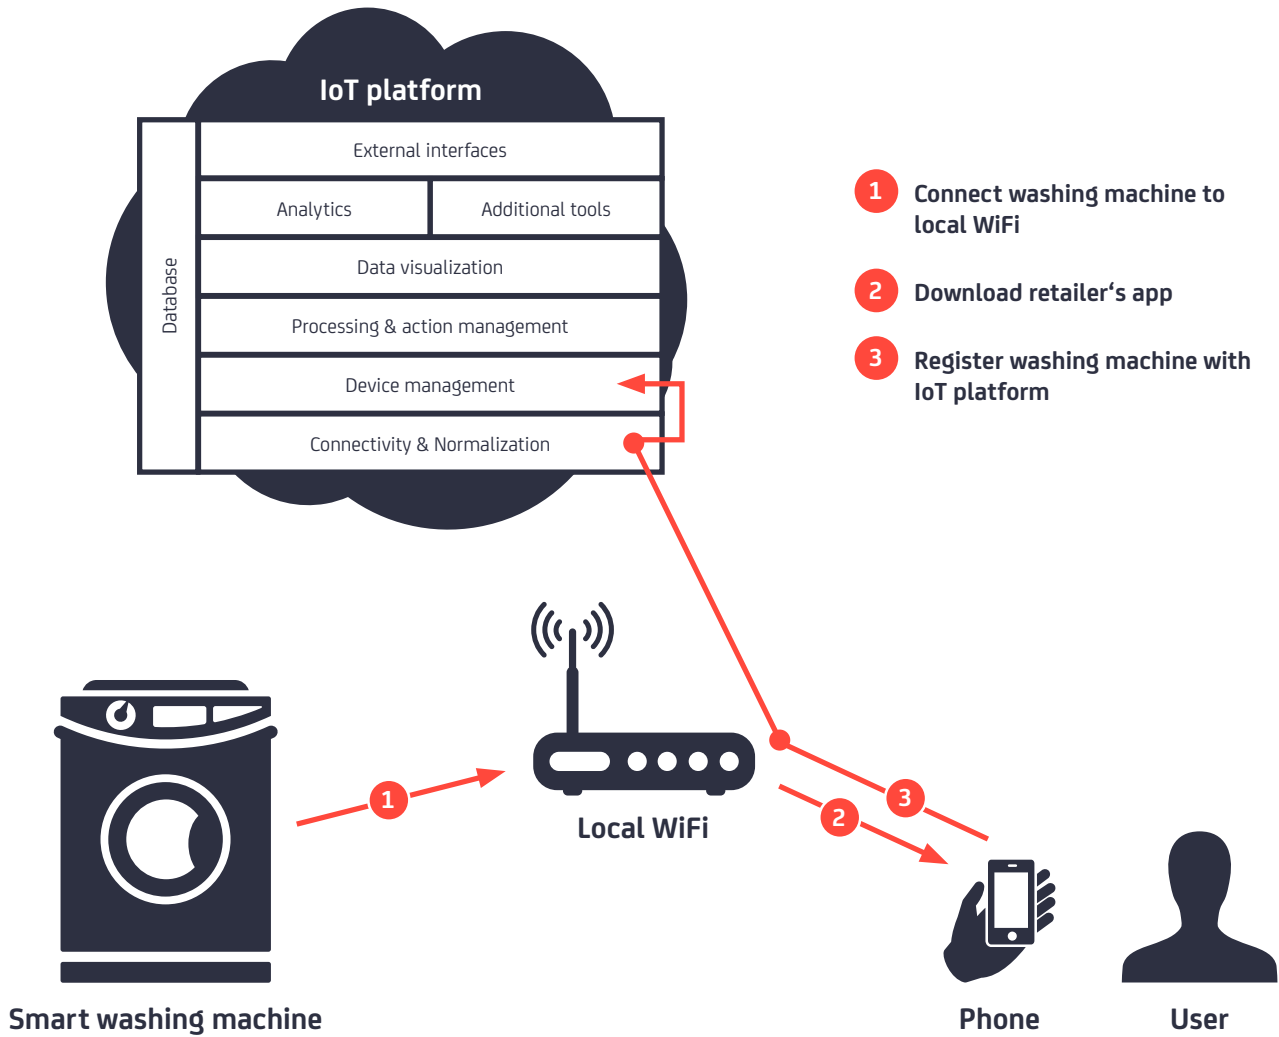 IoT platform
External interfaces
Analytics
Additional tools
Data visualization
Database
Processing & action management
Device management
Connectivity & Normalization
1
Connect washing machine to
local WiFi
2
Download retailer‘s app
3
Register washing machine with
IoT platform
1
3
2
Local WiFi
Smart washing machine
Phone
User